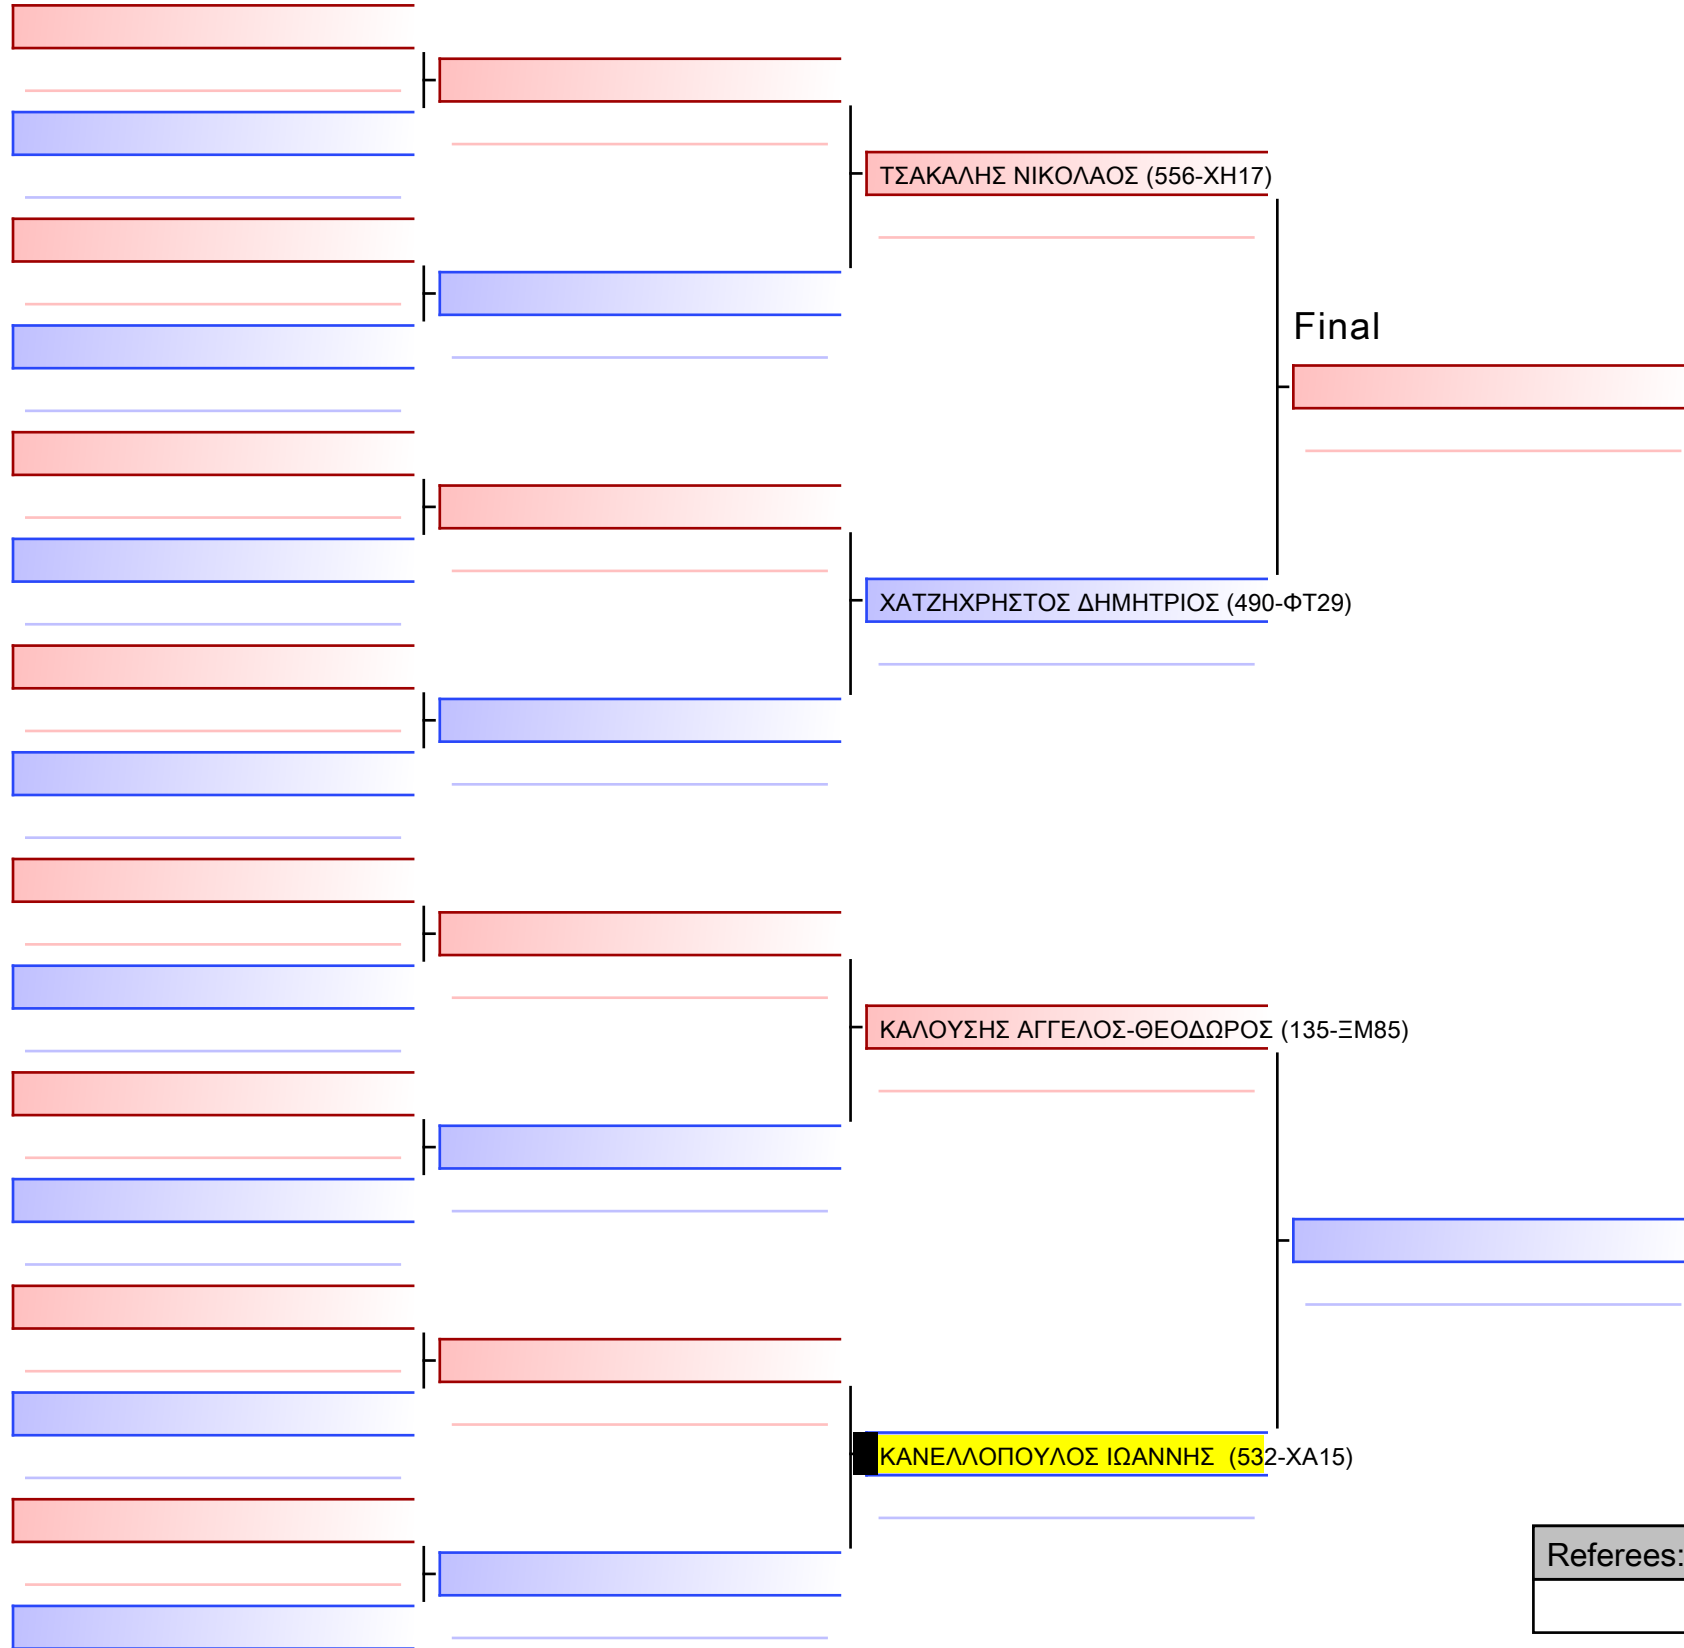 ΤΣΑΚΑΛΗΣ ΝΙΚΟΛΑΟΣ (556-ΧΗ17)
Final
ΧΑΤΖΗΧΡΗΣΤΟΣ ΔΗΜΗΤΡΙΟΣ (490-ΦΤ29)
ΚΑΛΟΥΣΗΣ ΑΓΓΕΛΟΣ-ΘΕΟΔΩΡΟΣ (135-ΞΜ85)
ΚΑΝΕΛΛΟΠΟΥΛΟΣ ΙΩΑΝΝΗΣ  (532-ΧΑ15)
Referees: